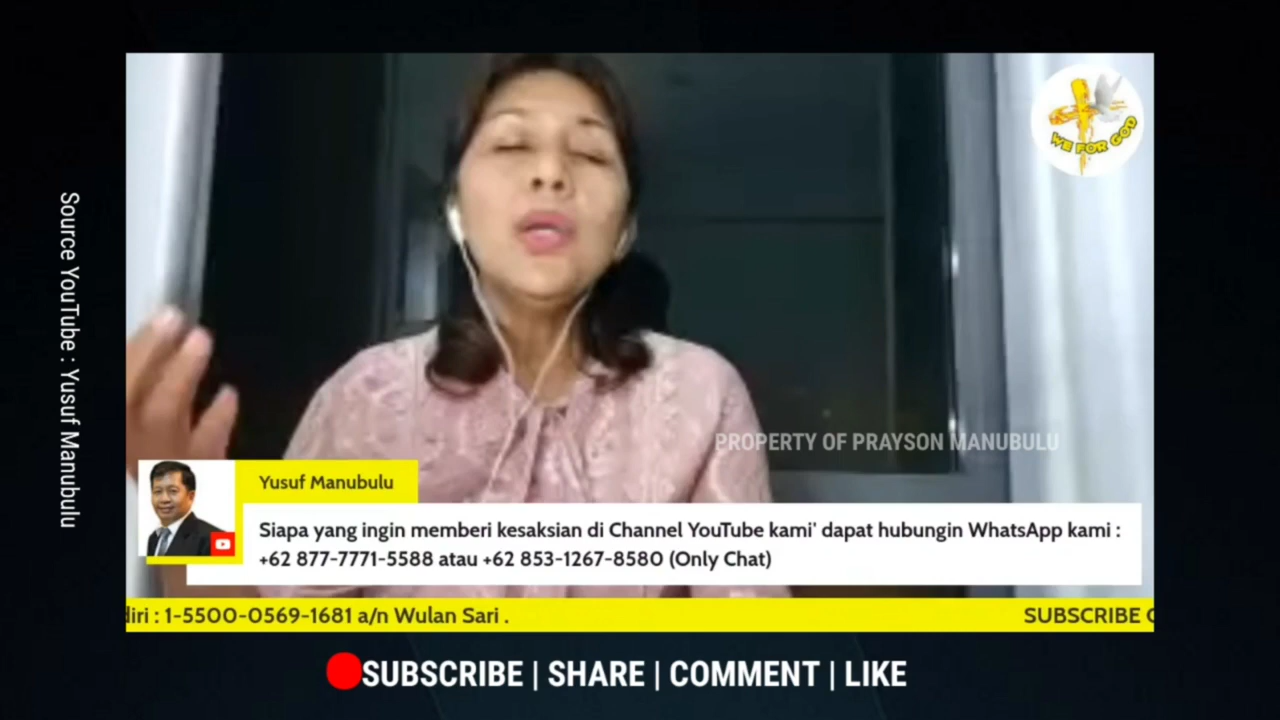 WE FOR GOD
Source YouTube : Yusuf Manubulu
PROPERTY OF PRAYSON MANUBULU
Yusuf Manubulu
Siapa yang ingin memberi kesaksian di Channel YouTube kami' dapat hubungin WhatsApp kami :
+62 877-7771-5588 atau +62 853-1267-8580 (Only Chat)
diri : 1-5500-0569-1681 a/n Wulan Sari . SUBSCRIBE
SUBSCRIBE | SHARE | COMMENT | LIKE